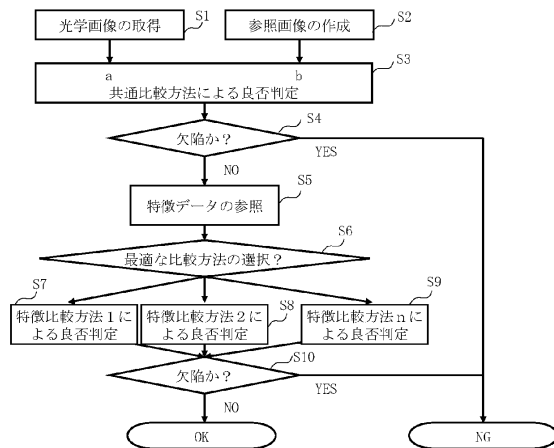 S1
S2
光学画像の取得
参照画像の作成
a
b
S3
共通比較方法による良否判定
S4
欠陥か？
YES
NO
S5
特徴データの参照
S6
最適な比較方法の選択？
S7
S8
S9
特徴比較方法１に
よる良否判定
特徴比較方法２に
よる良否判定
特徴比較方法ｎに
よる良否判定
S10
欠陥か？
YES
NO
OK
NG